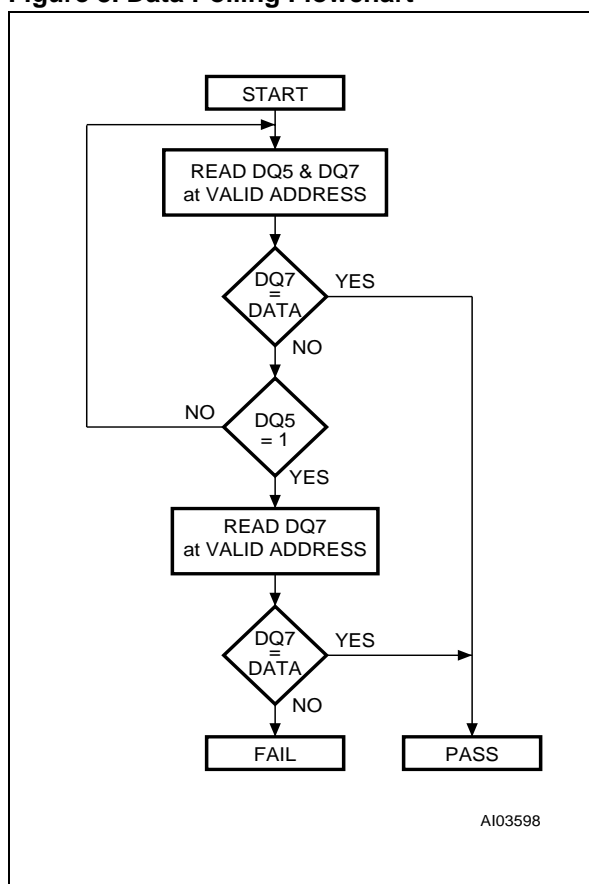 Figure Data Polling Flowchart
START
READ DQ5 & DQ7
at VALID ADDRESS
DQ7
=
DATA
YES
NO
NO
DQ5
= 1
YES
READ DQ7
at VALID ADDRESS
DQ7
=
DATA
YES
NO
FAIL
PASS
AI03598